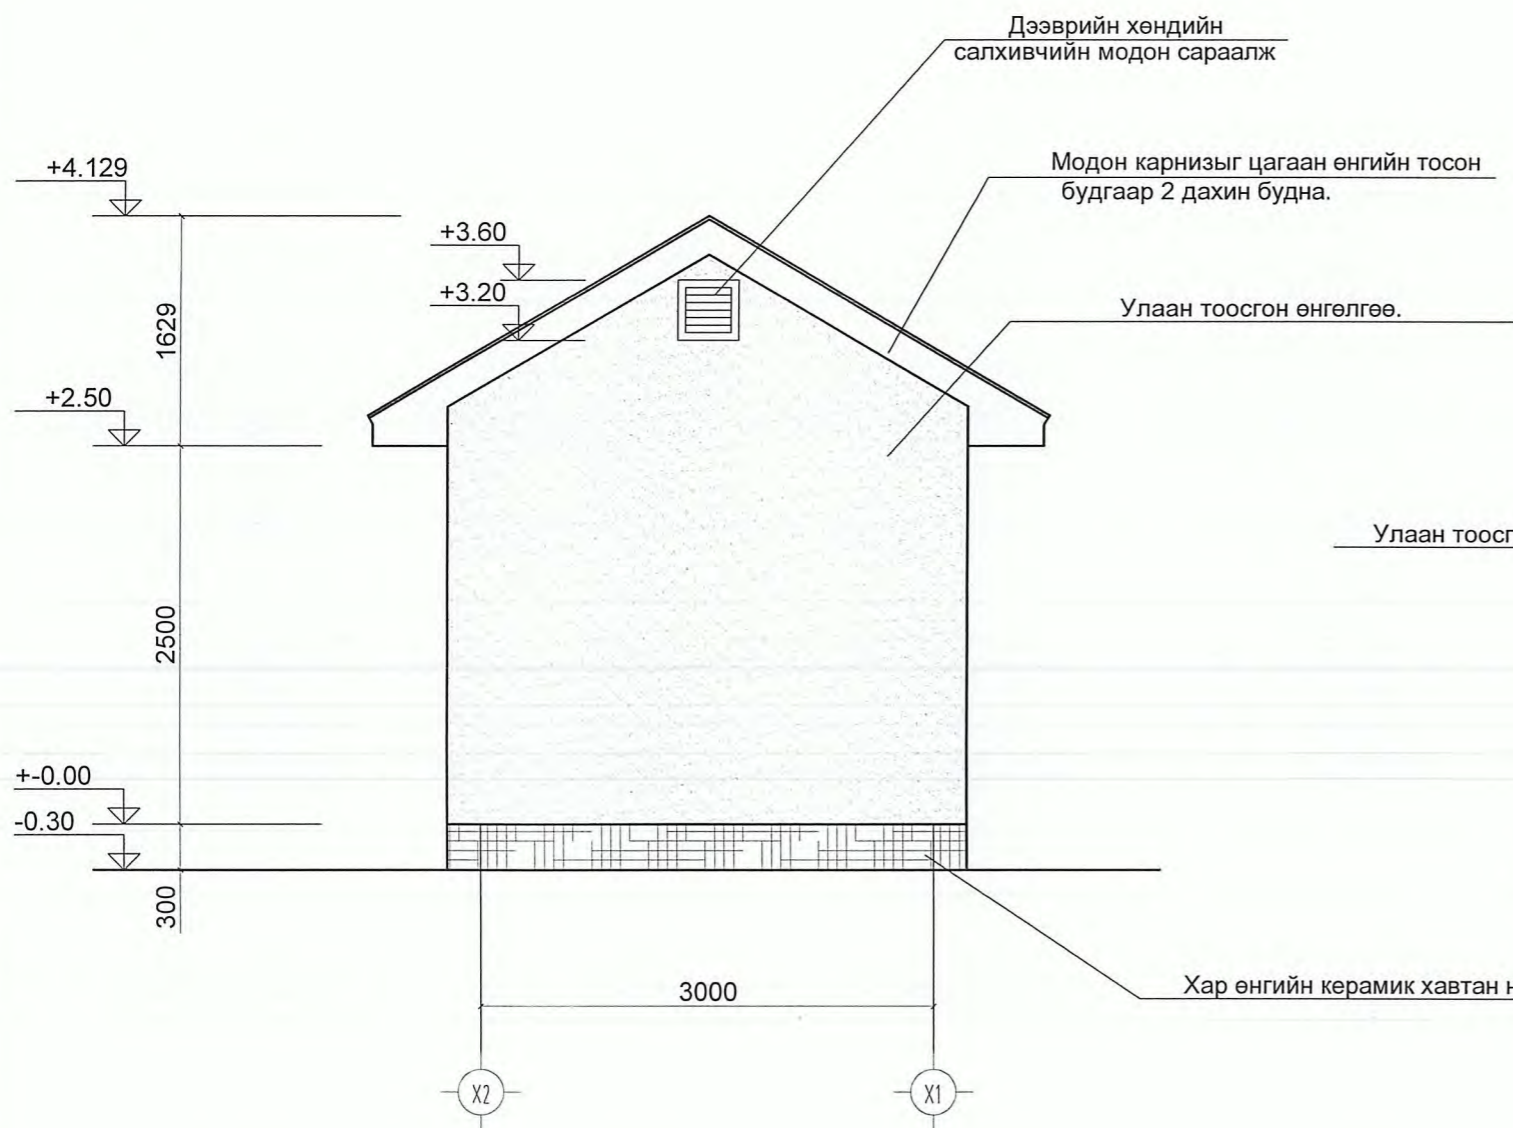 Дээврийн хөндийн
салхивчийн модон сараалж
+4.129
Модон карнизыг цагаан өнгийн тосон
будгаар 2 дахин будна.
+3.60
+3.20
Улаан тоосгон өнгөлгөө.
1629
+2.50
Улаан тоосг
2500
+-0.00
-0.30
300
3000
Хар өнгийн керамик хавтан
X2
X1